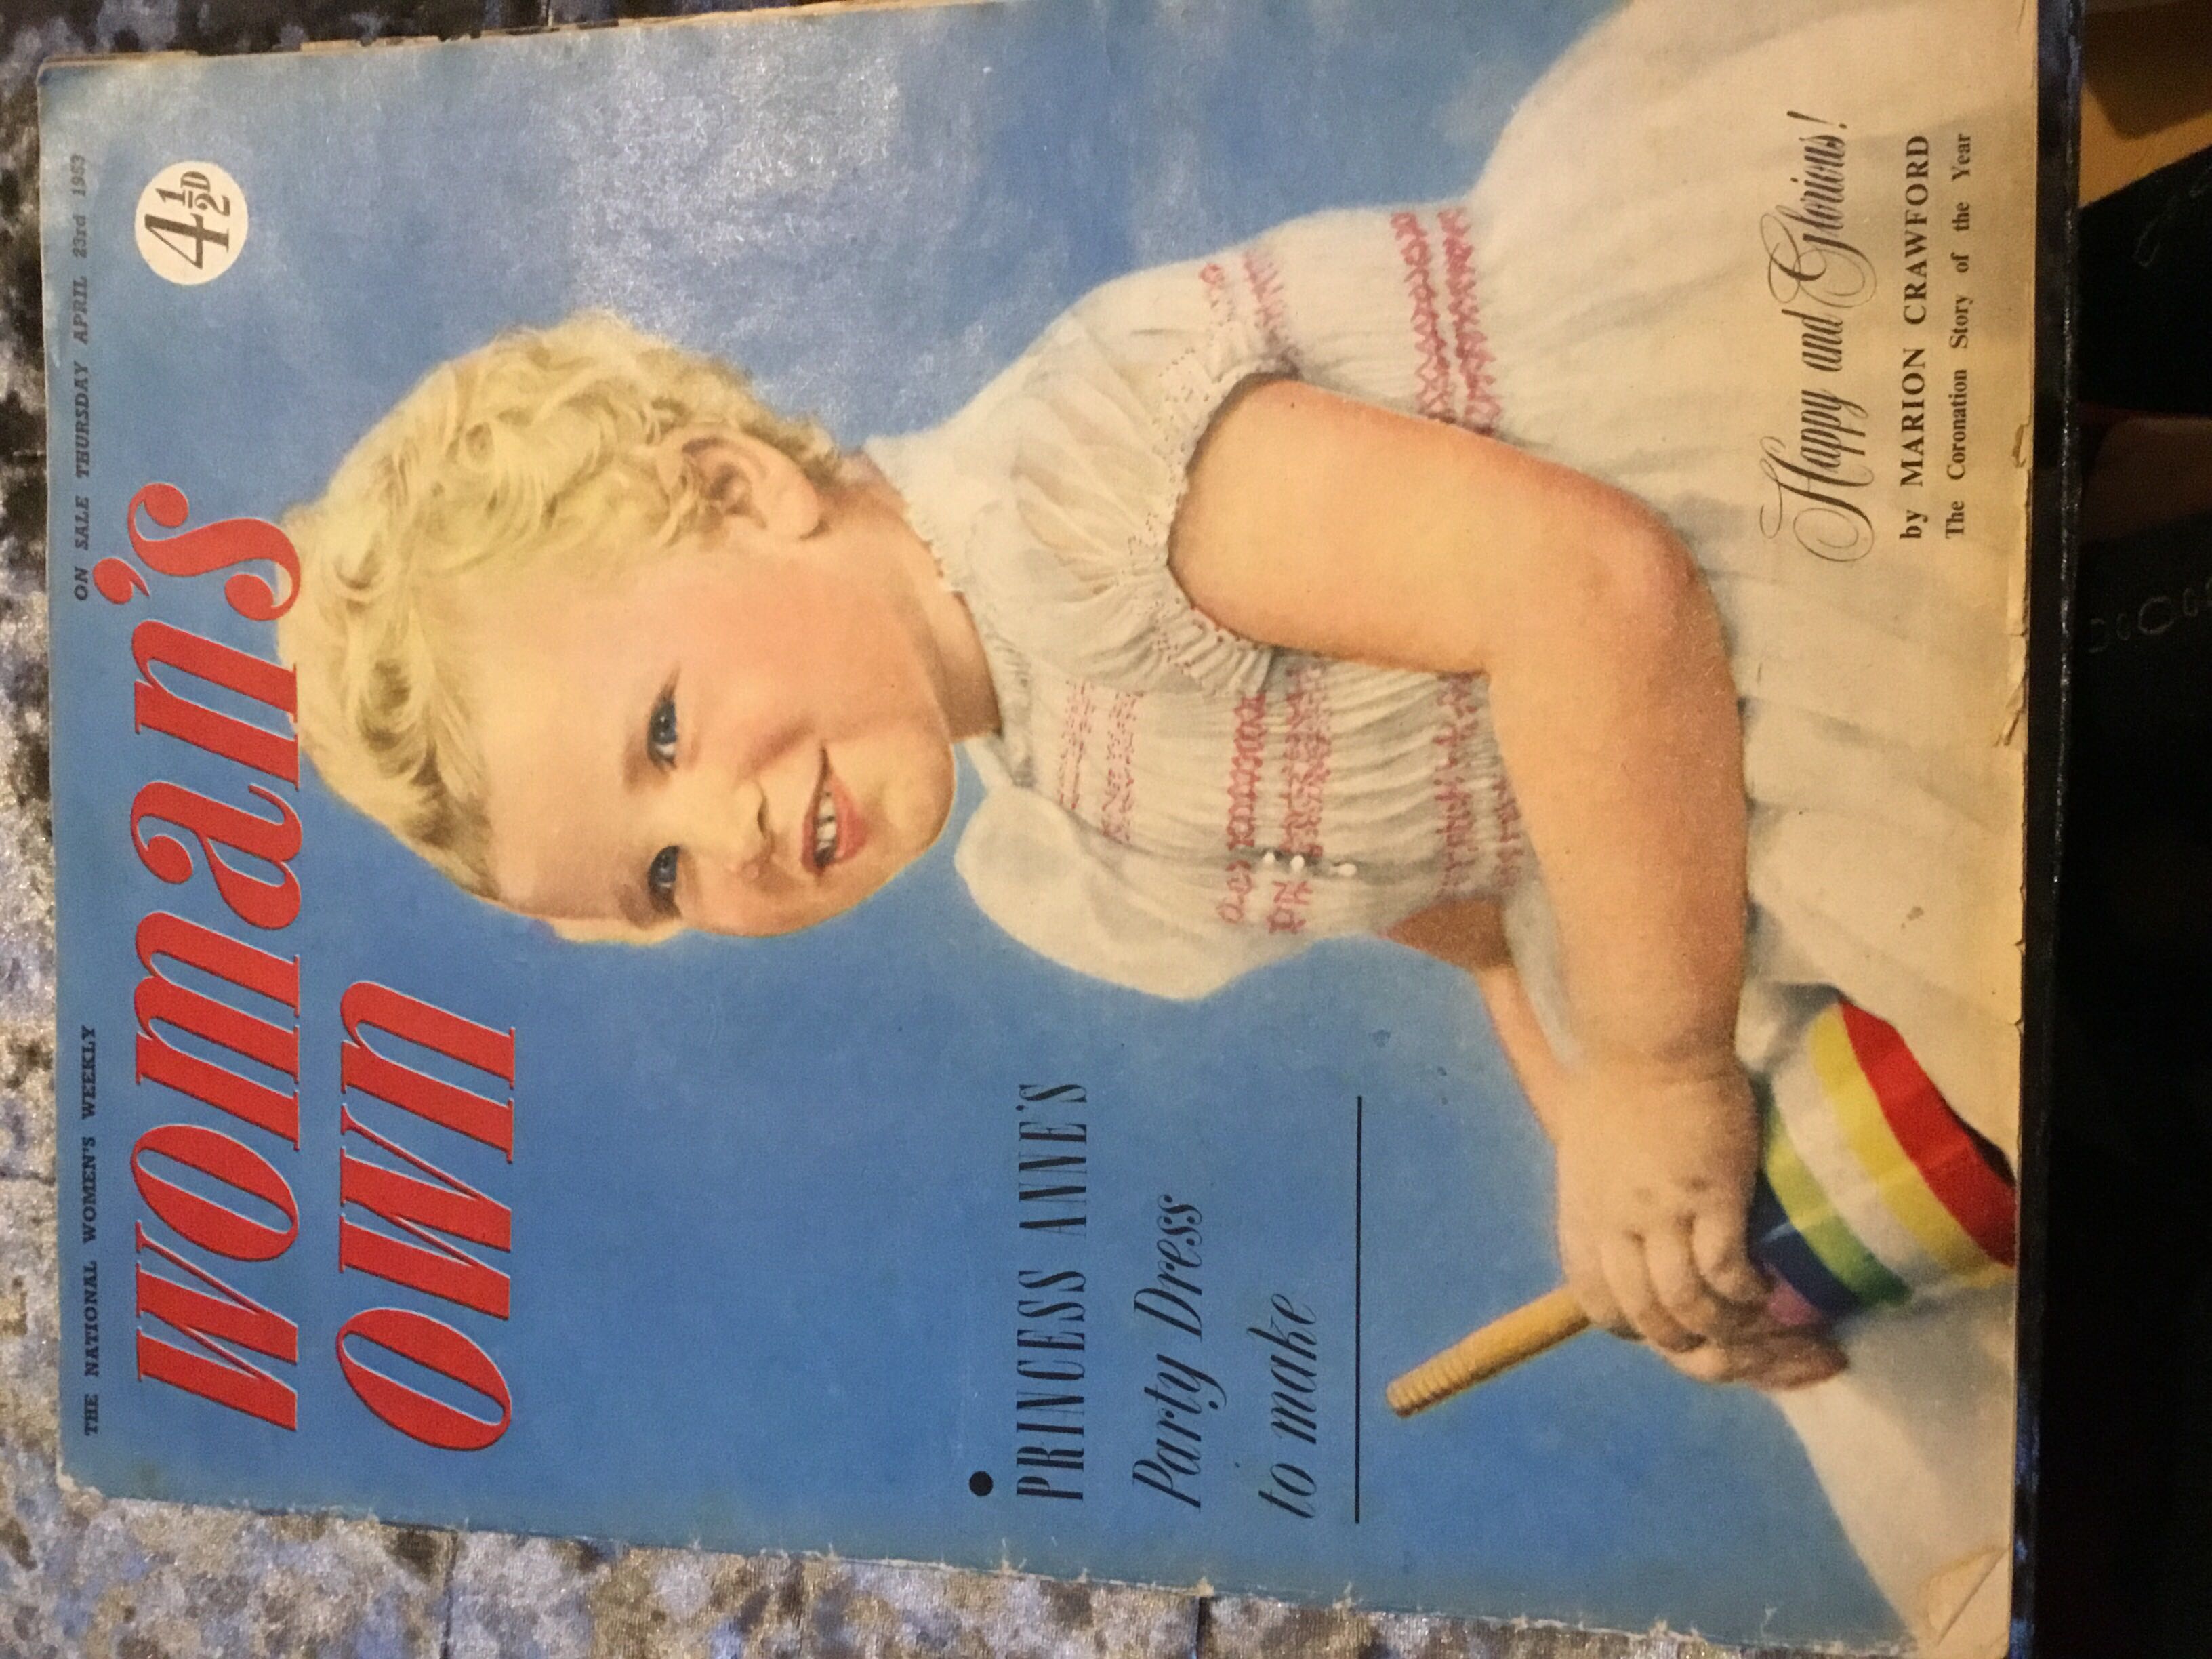 THE NATIONAL WOMEN'S WEEKLY
ON SALE THURSDAY APRIL 23rd 1953
woman's
own
4½D
PRINCESS ANNE'S
Party Dress
to make
Happy and Glorious!
by MARION CRAWFORD
The Coronation Story of the Year